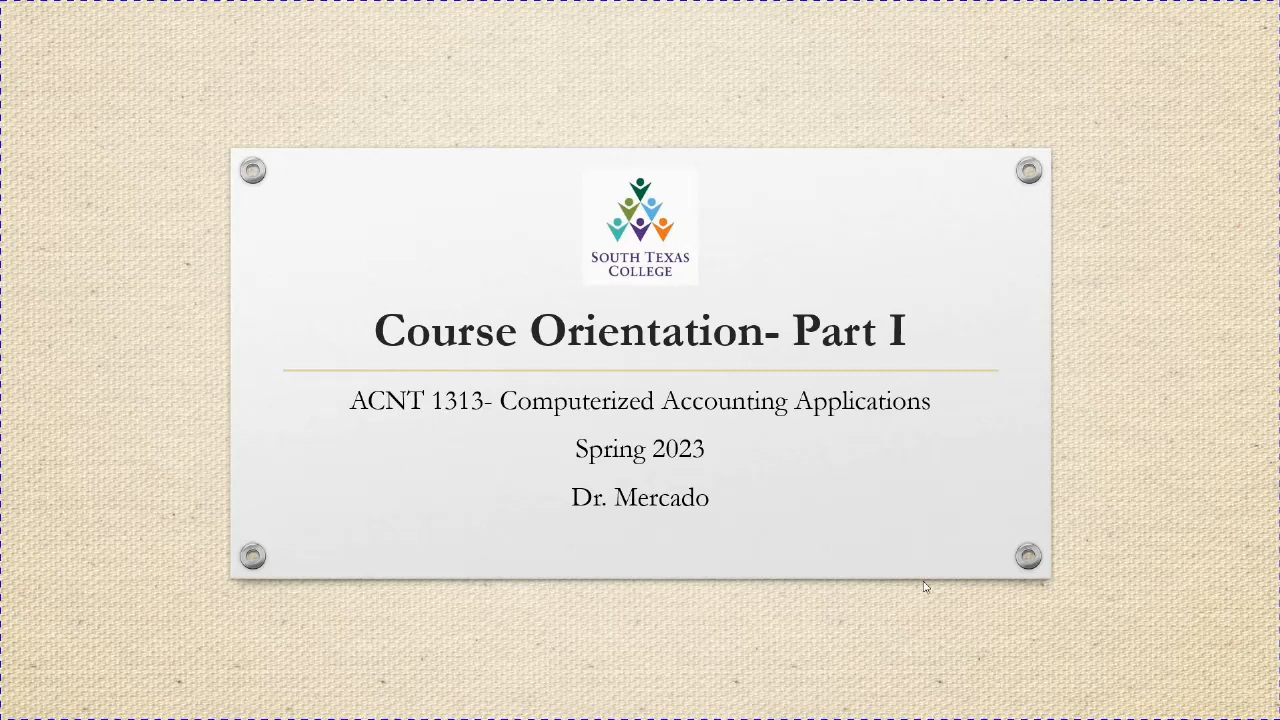 SOUTH TEXAS
COLLEGE
Course Orientation- Part I
ACNT 1313- Computerized Accounting Applications
Spring 2023
Dr. Mercado